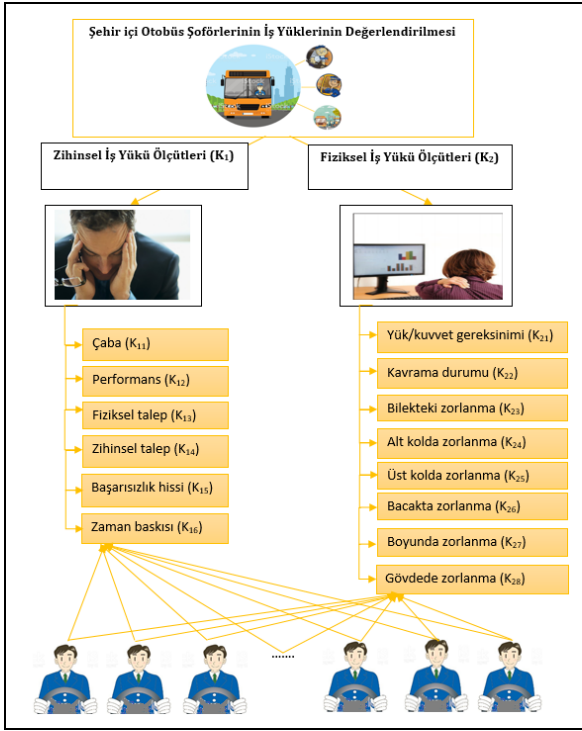 Şehir içi Otobüs Şoförlerinin İş Yüklerinin Değerlendirilmesi
Zihinsel İş Yükü Ölçütleri (K₁)
Fiziksel İş Yükü Ölçütleri (K₂)
Çaba (K₁₁)
Performans (K₁₂)
Fiziksel talep (K₁₃)
Zihinsel talep (K₁₄)
Başarısızlık hissi (K₁₅)
Zaman baskısı (K₁₆)
Yük/kuvvet gereksinimi (K₂₁)
Kavrama durumu (K₂₂)
Bilekteki zorlanma (K₂₃)
Alt kolda zorlanma (K₂₄)
Üst kolda zorlanma (K₂₅)
Bacakta zorlanma (K₂₆)
Boyunda zorlanma (K₂₇)
Gövdede zorlanma (K₂₈)
.......